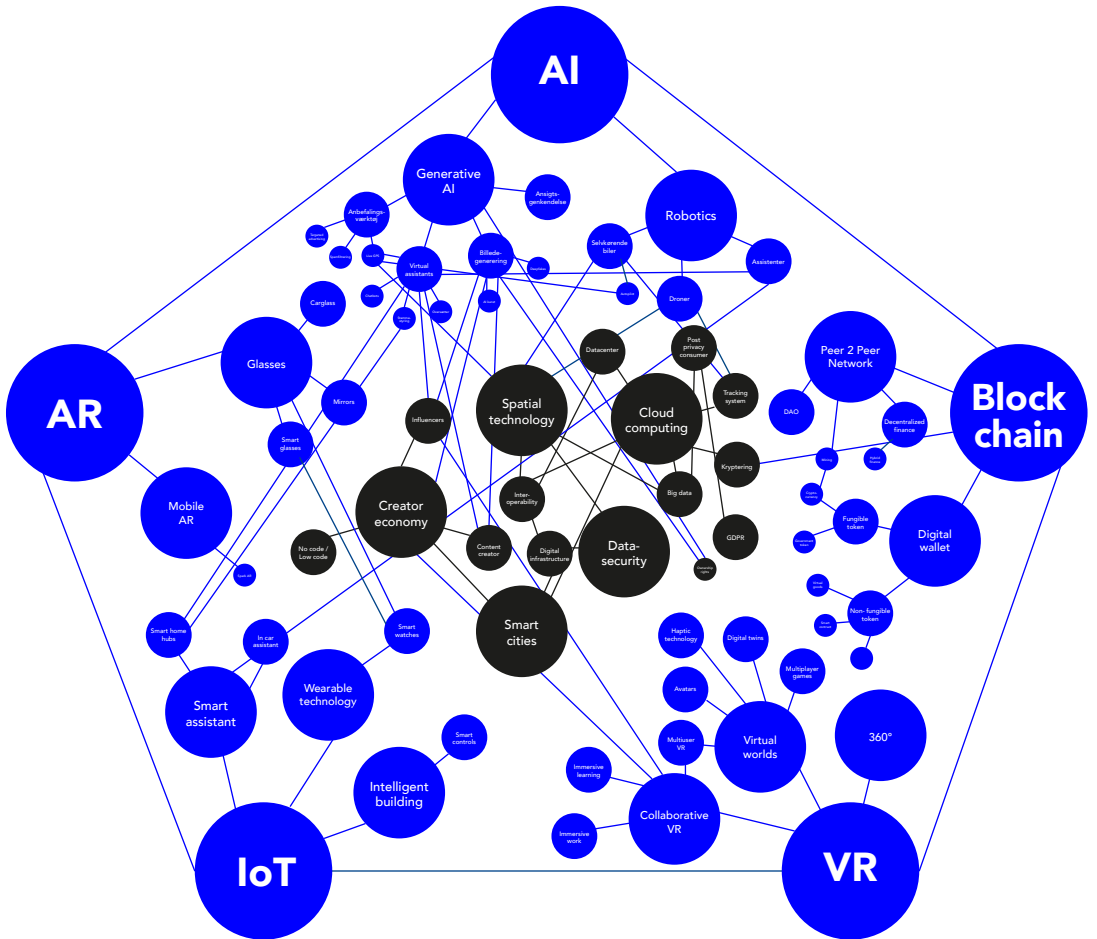 AI
Generative
AI
Ansigts-
genkendelse
Anbefalings-
værktøj
Robotics
Selvkørende
biler
Assistenter
Virtual
assistants
Billede-
generering
Droner
Carglass
Glasses
Mirrors
Smart
glasses
AR
Mobile
AR
Spark AR
Influencers
Spatial
technology
Datacenter
Post
privacy
consumer
Cloud
computing
Tracking
system
Kryptering
Big data
GDPR
Inter-
operability
Creator
economy
No code /
Low code
Content
creator
Digital
infrastructure
Data-
security
Ownership
rights
Smart
cities
Peer 2 Peer
Network
DAO
Decentralized
finance
Block
chain
Mining
Fungible
token
Digital
wallet
Non- fungible
token
Smart home
hubs
In car
assistant
Smart
watches
Smart
assistant
Wearable
technology
Smart
controls
Intelligent
building
IoT
Haptic
technology
Digital twins
Multiplayer
games
Avatars
Multiuser
VR
Virtual
worlds
360°
Immersive
learning
Immersive
work
Collaborative
VR
VR